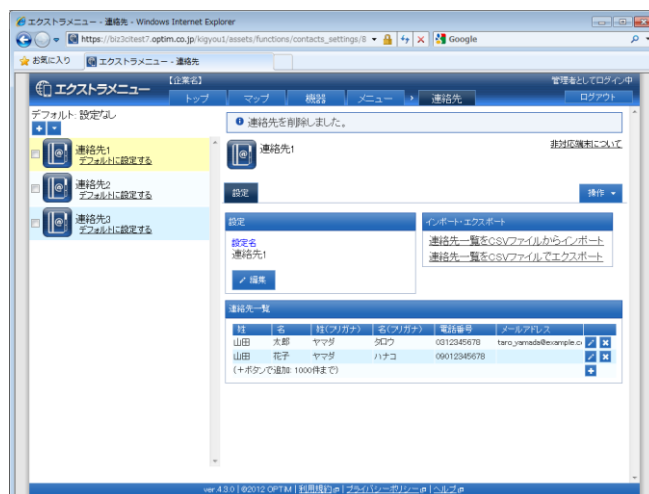 エクストラメニュー - 連絡先 - Windows Internet Explorer
https://biz3citest7.optim.co.jp/kigyou1/assets/functions/contacts_settings/8
Google
お気に入り
エクストラメニュー - 連絡先
エクストラメニュー
[企業名]
管理者としてログイン中
トップ マップ 機器 メニュー 連絡先 ログアウト
デフォルト: 設定なし
連絡先を削除しました。
連絡先1
デフォルトに設定する
連絡先2
デフォルトに設定する
連絡先3
デフォルトに設定する
連絡先1
非対応端末について
設定
操作
設定
設定名
連絡先1
編集
インポート・エクスポート
連絡先一覧をCSVファイルからインポート
連絡先一覧をCSVファイルでエクスポート
連絡先一覧
姓 名 姓(フリガナ) 名(フリガナ) 電話番号 メールアドレス
山田 太郎 ヤマダ タロウ 0312345678 taro_yamada@example.co
山田 花子 ヤマダ ハナコ 09012345678
(+ボタンで追加: 1000件まで)
ver.4.3.0 | ©2012 OPTiM | 利用規約 | プライバシーポリシー | ヘルプ